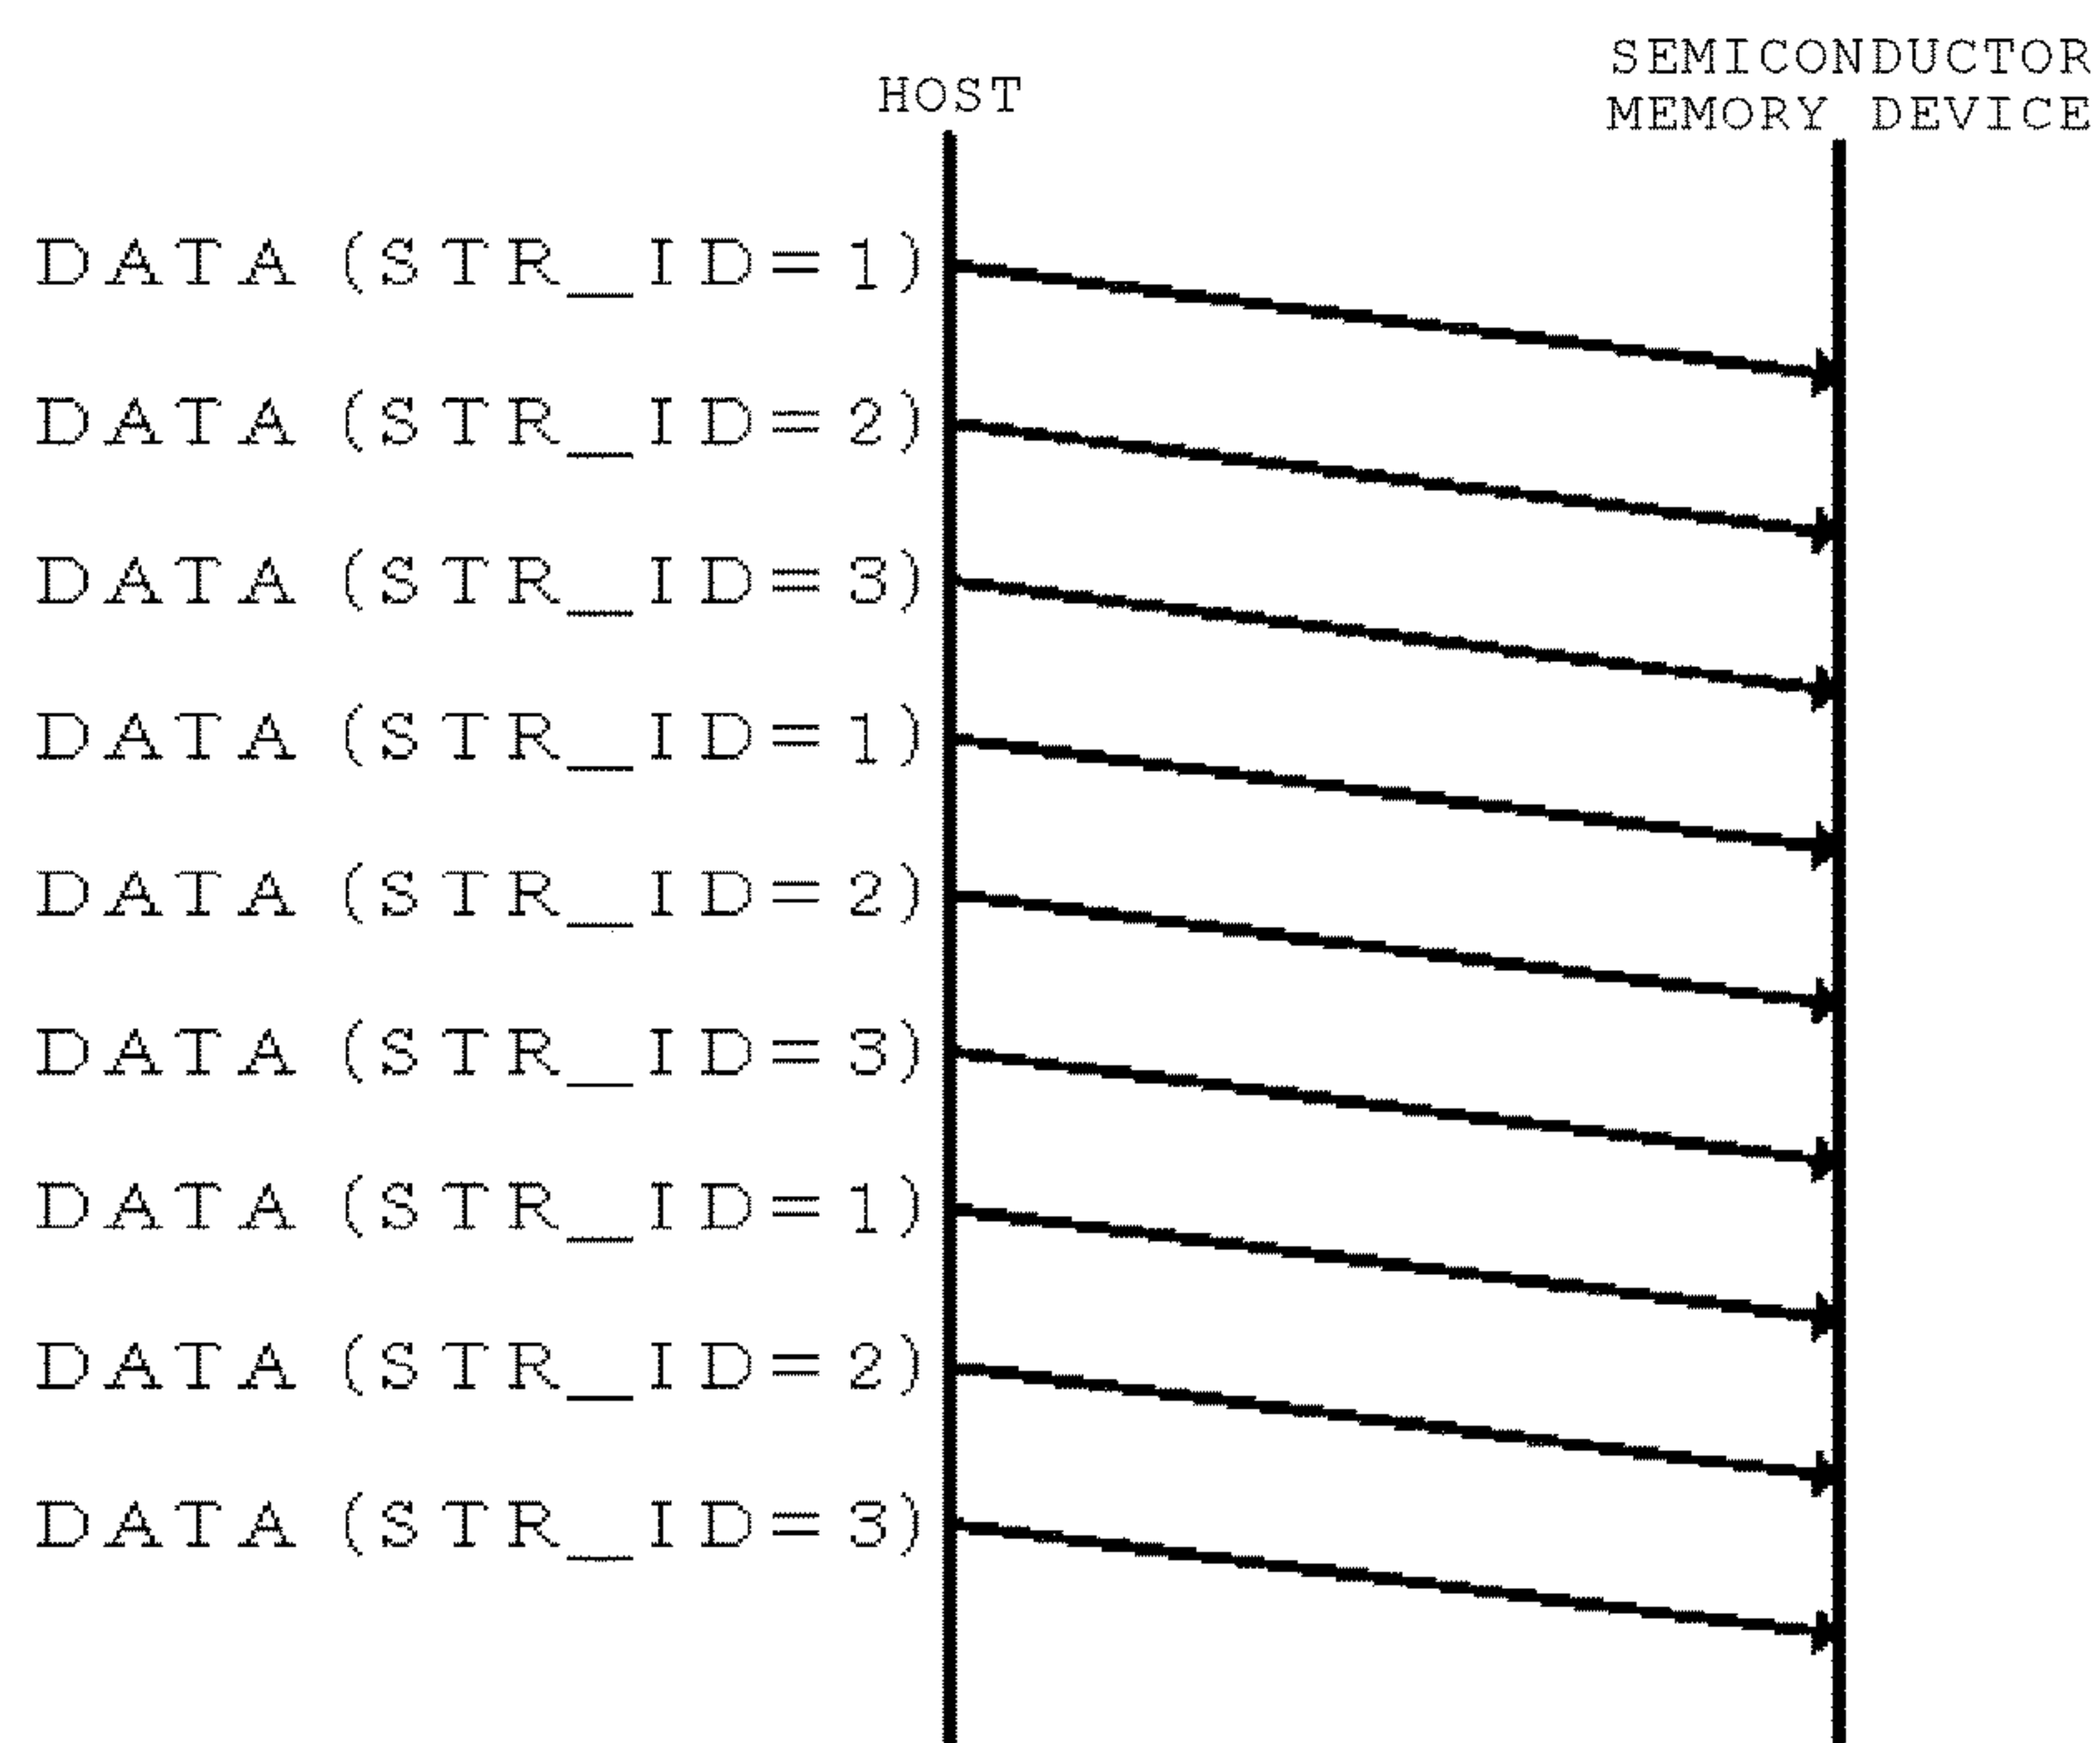 HOST
SEMICONDUCTOR
MEMORY DEVICE
DATA (STR_ID=1)
DATA (STR_ID=2)
DATA (STR_ID=3)
DATA (STR_ID=1)
DATA (STR_ID=2)
DATA (STR_ID=3)
DATA (STR_ID=1)
DATA (STR_ID=2)
DATA (STR_ID=3)